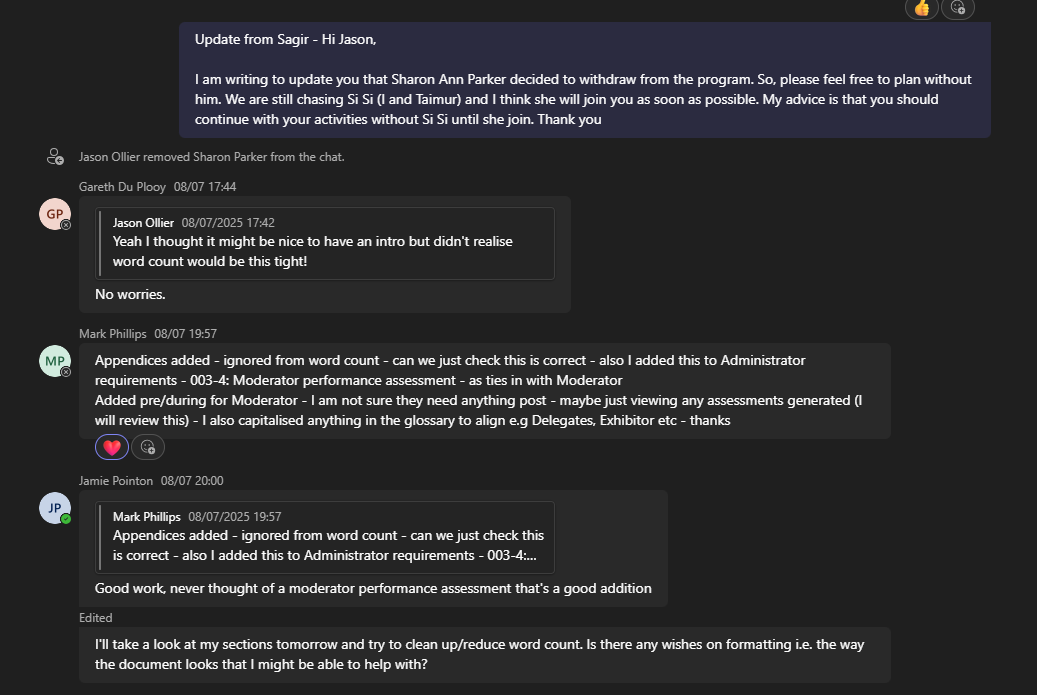 Update from Sagir - Hi Jason,
I am writing to update you that Sharon Ann Parker decided to withdraw from the program. So, please feel free to plan without
him. We are still chasing Si Si (I and Taimur) and I think she will join you as soon as possible. My advice is that you should
continue with your activities without Si Si until she join. Thank you
Jason Ollier removed Sharon Parker from the chat.
Gareth Du Plooy 08/07 17:44
GP
Jason Ollier 08/07/2025 17:42
Yeah I thought it might be nice to have an intro but didn't realise
word count would be this tight!
No worries.
Mark Phillips 08/07 19:57
MP
Appendices added - ignored from word count - can we just check this is correct - also I added this to Administrator
requirements - 003-4: Moderator performance assessment - as ties in with Moderator
Added pre/during for Moderator - I am not sure they need anything post - maybe just viewing any assessments generated (I
will review this) - I also capitalised anything in the glossary to align e.g Delegates, Exhibitor etc - thanks
Jamie Pointon 08/07 20:00
JP
Mark Phillips 08/07/2025 19:57
Appendices added - ignored from word count - can we just check this
is correct - also I added this to Administrator requirements - 003-4:...
Good work, never thought of a moderator performance assessment that's a good addition
Edited
I'll take a look at my sections tomorrow and try to clean up/reduce word count. Is there any wishes on formatting i.e. the way
the document looks that I might be able to help with?